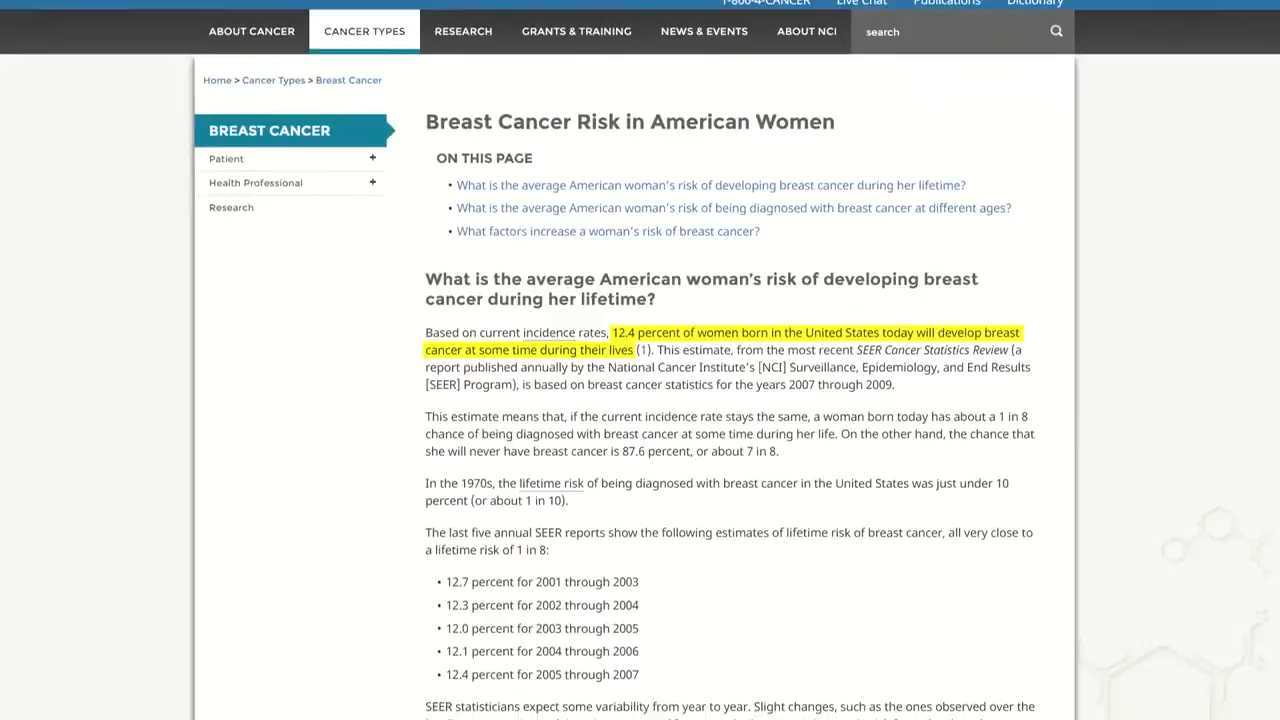 1-800-4-CANCER Live Chat Publications Dictionary
ABOUT CANCER CANCER TYPES RESEARCH GRANTS & TRAINING NEWS & EVENTS ABOUT NCI search
Home > Cancer Types > Breast Cancer
BREAST CANCER
Patient +
Health Professional +
Research
Breast Cancer Risk in American Women
ON THIS PAGE
• What is the average American woman's risk of developing breast cancer during her lifetime?
• What is the average American woman's risk of being diagnosed with breast cancer at different ages?
• What factors increase a woman's risk of breast cancer?
What is the average American woman's risk of developing breast
cancer during her lifetime?
Based on current incidence rates, 12.4 percent of women born in the United States today will develop breast
cancer at some time during their lives (1). This estimate, from the most recent SEER Cancer Statistics Review (a
report published annually by the National Cancer Institute's [NCI] Surveillance, Epidemiology, and End Results
[SEER] Program), is based on breast cancer statistics for the years 2007 through 2009.
This estimate means that, if the current incidence rate stays the same, a woman born today has about a 1 in 8
chance of being diagnosed with breast cancer at some time during her life. On the other hand, the chance that
she will never have breast cancer is 87.6 percent, or about 7 in 8.
In the 1970s, the lifetime risk of being diagnosed with breast cancer in the United States was just under 10
percent (or about 1 in 10).
The last five annual SEER reports show the following estimates of lifetime risk of breast cancer, all very close to
a lifetime risk of 1 in 8:
• 12.7 percent for 2001 through 2003
• 12.3 percent for 2002 through 2004
• 12.0 percent for 2003 through 2005
• 12.1 percent for 2004 through 2006
• 12.4 percent for 2005 through 2007
SEER statisticians expect some variability from year to year. Slight changes, such as the ones observed over the